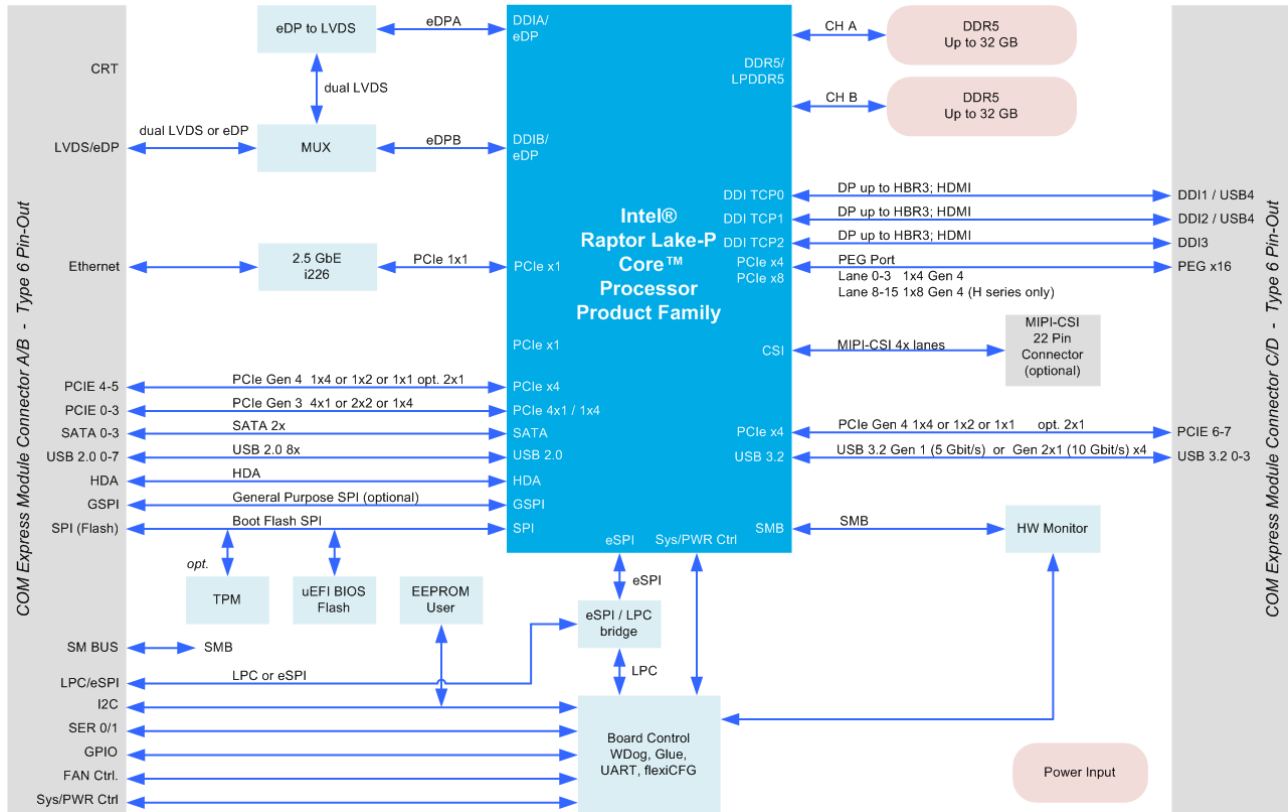 COM Express Module Connector A/B - Type 6 Pin-Out
CRT
LVDS/eDP
Ethernet
PCIE 4-5
PCIE 0-3
SATA 0-3
USB 2.0 0-7
HDA
GSPI
SPI (Flash)
SM BUS
LPC/eSPI
I2C
SER 0/1
GPIO
FAN Ctrl.
Sys/PWR Ctrl
eDP to LVDS
eDPA
dual LVDS
dual LVDS or eDP
MUX
eDPB
2.5 GbE
i226
PCIe 1x1
PCIe Gen 4 1x4 or 1x2 or 1x1 opt. 2x1
PCIe Gen 3 4x1 or 2x2 or 1x4
SATA 2x
USB 2.0 8x
HDA
General Purpose SPI (optional)
Boot Flash SPI
opt.
TPM
uEFI BIOS
Flash
EEPROM
User
SMB
LPC or eSPI
DDIA/
eDP
DDIB/
eDP
PCIe x1
PCIe x1
PCIe x4
PCIe 4x1 / 1x4
SATA
USB 2.0
HDA
GSPI
SPI
Intel®
Raptor Lake-P
Core™
Processor
Product Family
eSPI
Sys/PWR Ctrl
DDR5/
LPDDR5
DDI TCP0
DDI TCP1
DDI TCP2
PCIe x4
PCIe x8
CSI
PCIe x4
USB 3.2
SMB
eSPI
eSPI / LPC
bridge
LPC
Board Control
WDog, Glue,
UART, flexiCFG
CH A
DDR5
Up to 32 GB
CH B
DDR5
Up to 32 GB
DP up to HBR3; HDMI
DP up to HBR3; HDMI
DP up to HBR3; HDMI
PEG Port
Lane 0-3 1x4 Gen 4
Lane 8-15 1x8 Gen 4 (H series only)
MIPI-CSI 4x lanes
MIPI-CSI
22 Pin
Connector
(optional)
PCIe Gen 4 1x4 or 1x2 or 1x1 opt. 2x1
USB 3.2 Gen 1 (5 Gbit/s) or Gen 2x1 (10 Gbit/s) x4
SMB
HW Monitor
Power Input
DDI1 / USB4
DDI2 / USB4
DDI3
PEG x16
PCIE 6-7
USB 3.2 0-3
COM Express Module Connector C/D - Type 6 Pin-Out